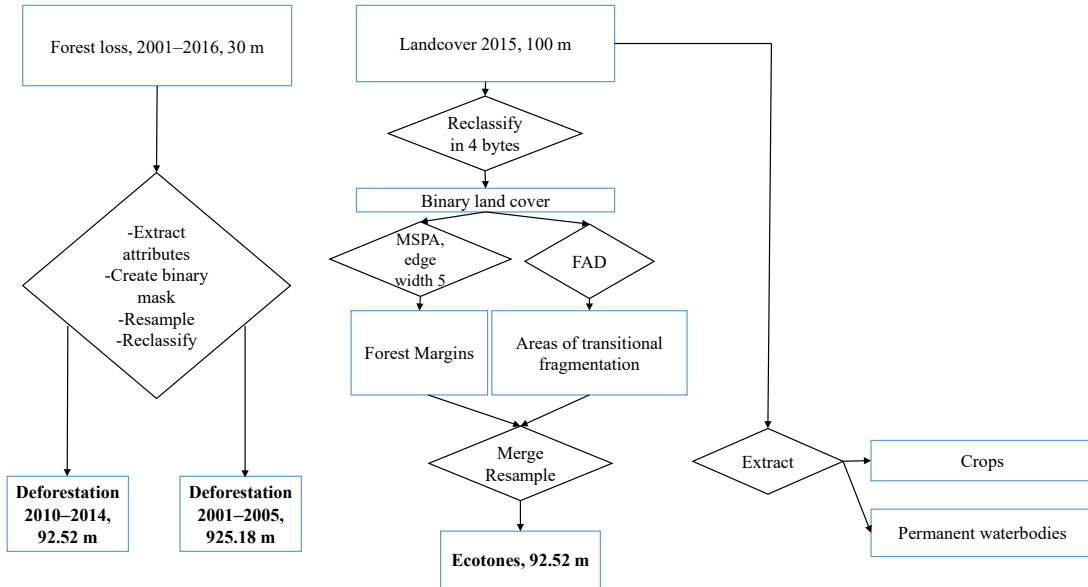 Forest loss, 2001–2016, 30 m
Landcover 2015, 100 m
Reclassify
in 4 bytes
Binary land cover
MSPA,
edge
width 5
FAD
-Extract
attributes
-Create binary
mask
-Resample
-Reclassify
Forest Margins
Areas of transitional
fragmentation
Merge
Resample
Extract
Crops
Permanent waterbodies
Deforestation
2010–2014,
92.52 m
Deforestation
2001–2005,
925.18 m
Ecotones, 92.52 m